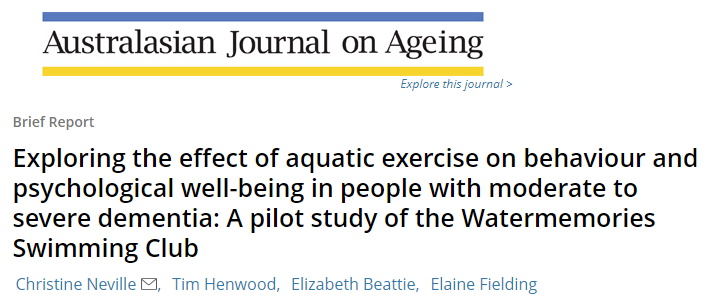 Australasian Journal on Ageing
Explore this journal >
Brief Report
Exploring the effect of aquatic exercise on behaviour and
psychological well-being in people with moderate to
severe dementia: A pilot study of the Watermemories
Swimming Club
Christine Neville, Tim Henwood, Elizabeth Beattie, Elaine Fielding